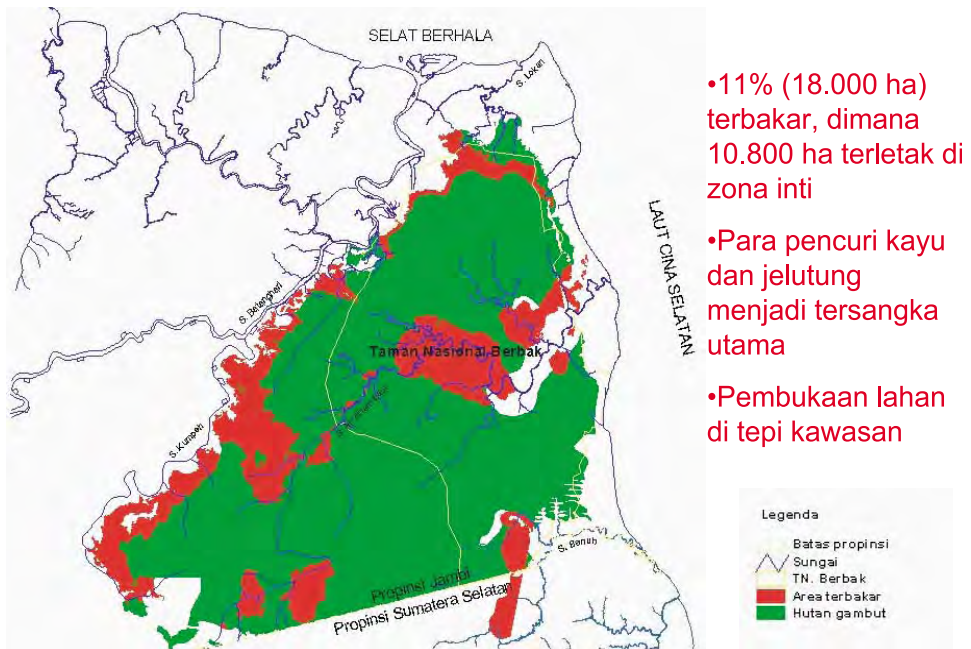 SELAT BERHALA
S. Lokan
LAUT CINA SELATAN
S. Batanghari
Taman Nasional Berbak
S. Kumpeh
S. Benuh
Propinsi Jambi
Propinsi Sumatera Selatan
•11% (18.000 ha)
terbakar, dimana
10.800 ha terletak di
zona inti
•Para pencuri kayu
dan jelutung
menjadi tersangka
utama
•Pembukaan lahan
di tepi kawasan
Legenda
Batas propinsi
Sungai
TN. Berbak
Area terbakar
Hutan gambut